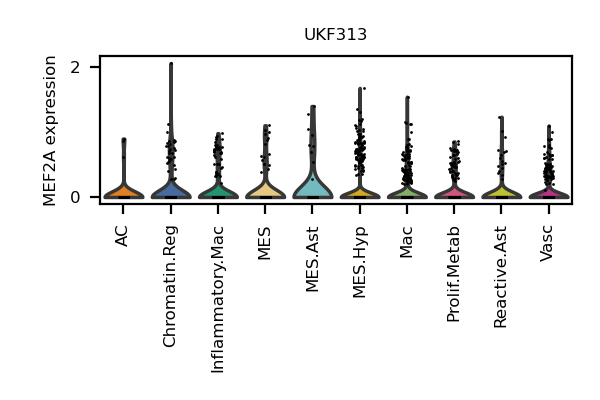 UKF313
MEF2A expression
2
0
AC
Chromatin.Reg
Inflammatory.Mac
MES
MES.Ast
MES.Hyp
Mac
Prolif.Metab
Reactive.Ast
Vasc